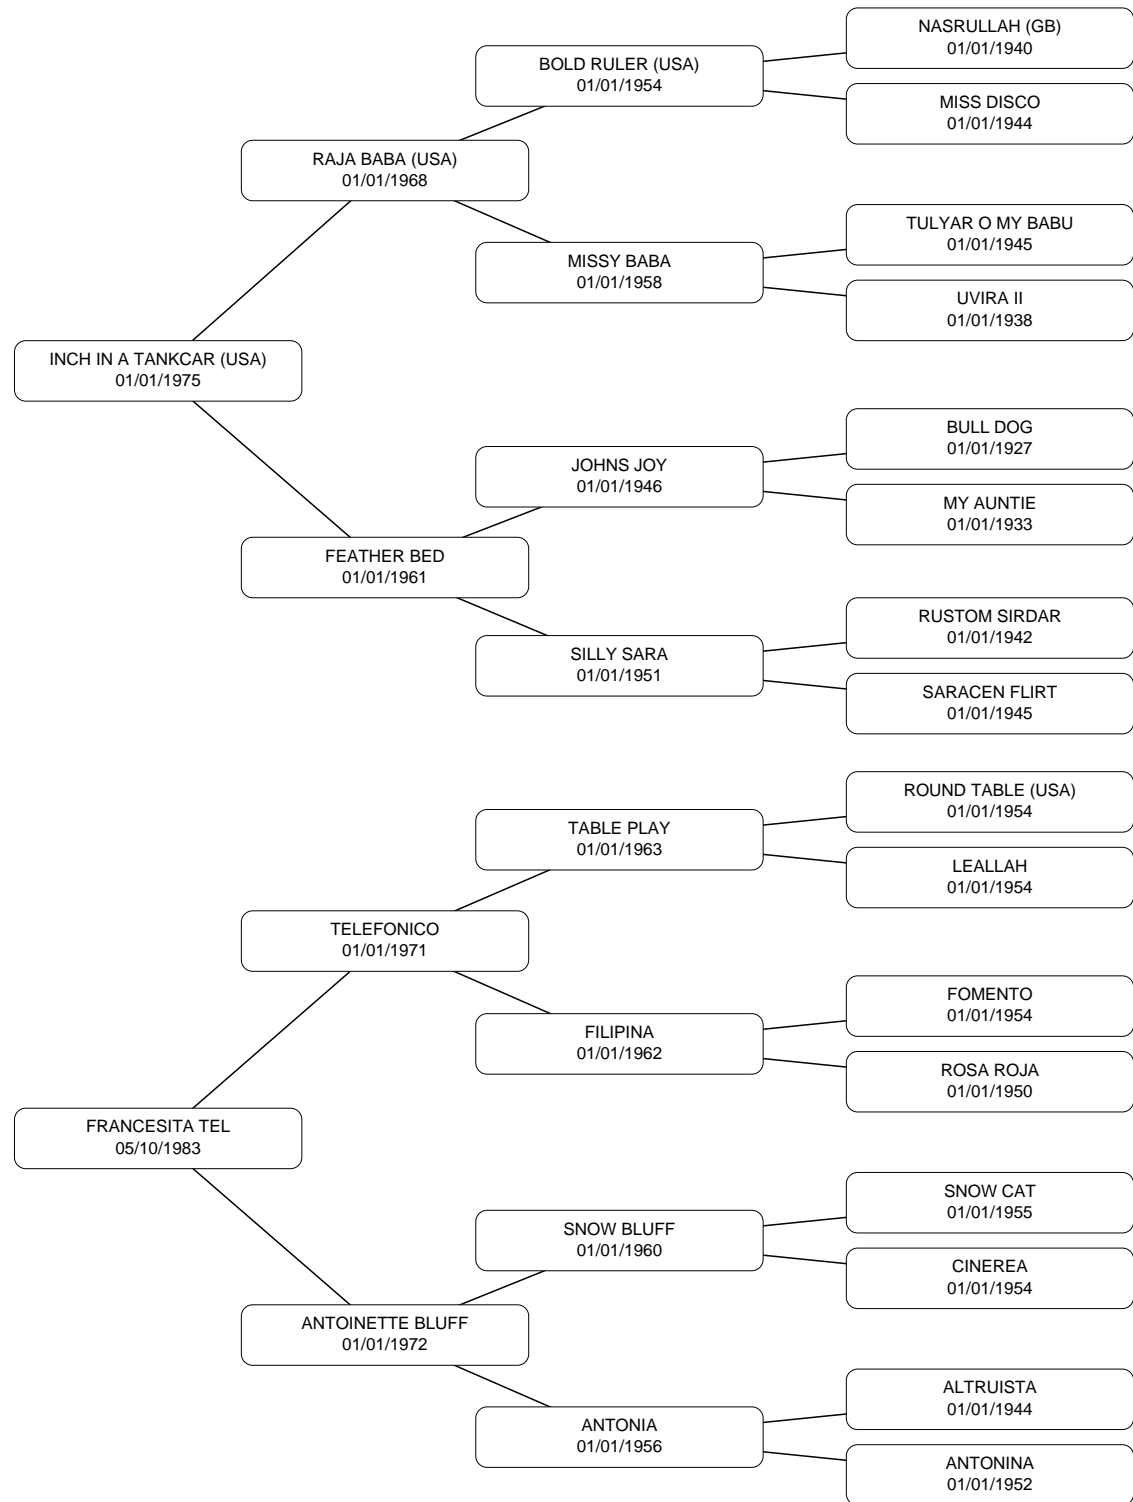 NASRULLAH (GB)
01/01/1940
BOLD RULER (USA)
01/01/1954
MISS DISCO
01/01/1944
RAJA BABA (USA)
01/01/1968
TULYAR O MY BABU
01/01/1945
MISSY BABA
01/01/1958
UVIRA II
01/01/1938
INCH IN A TANKCAR (USA)
01/01/1975
BULL DOG
01/01/1927
JOHNS JOY
01/01/1946
MY AUNTIE
01/01/1933
FEATHER BED
01/01/1961
RUSTOM SIRDAR
01/01/1942
SILLY SARA
01/01/1951
SARACEN FLIRT
01/01/1945
ROUND TABLE (USA)
01/01/1954
TABLE PLAY
01/01/1963
LEALLAH
01/01/1954
TELEFONICO
01/01/1971
FOMENTO
01/01/1954
FILIPINA
01/01/1962
ROSA ROJA
01/01/1950
FRANCESITA TEL
05/10/1983
SNOW CAT
01/01/1955
SNOW BLUFF
01/01/1960
CINEREA
01/01/1954
ANTOINETTE BLUFF
01/01/1972
ALTRUISTA
01/01/1944
ANTONIA
01/01/1956
ANTONINA
01/01/1952